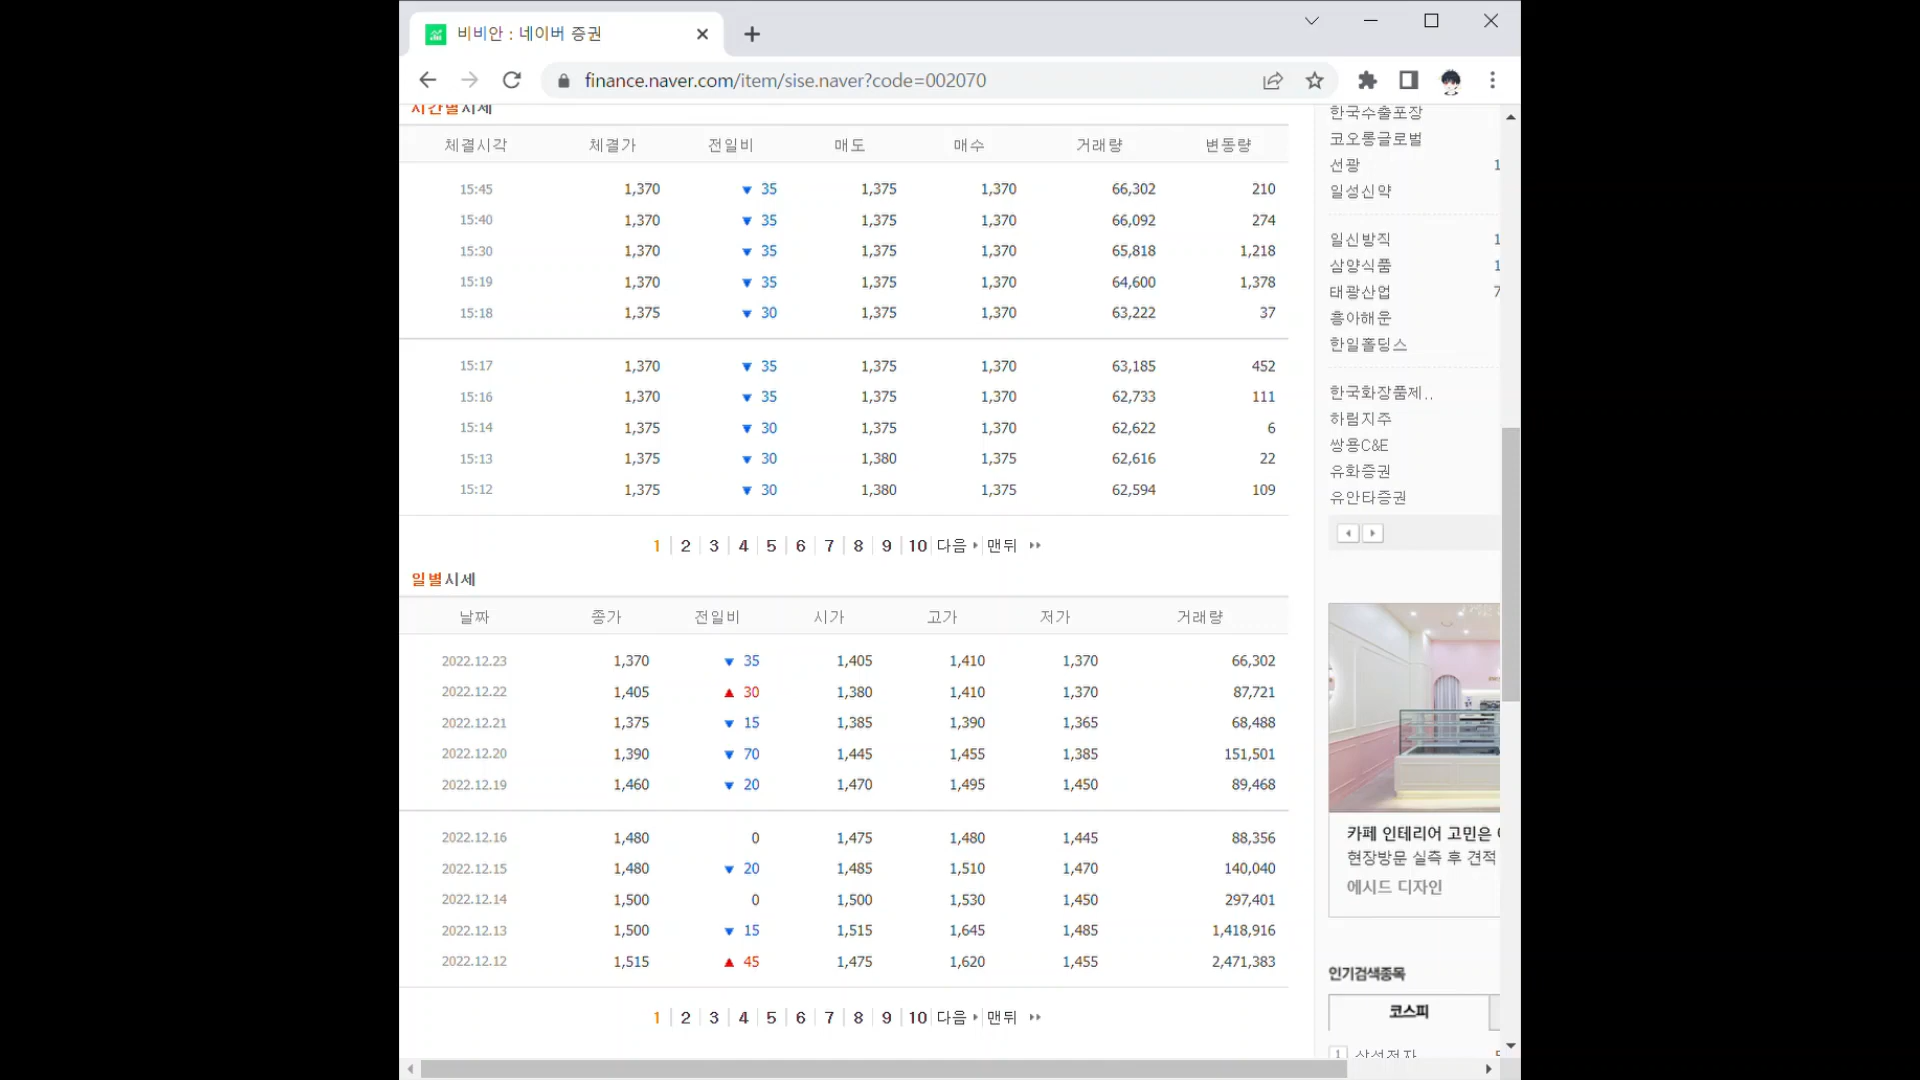 비비안 : 네이버 증권
finance.naver.com/item/sise.naver?code=002070
시간별시세
체결시각 체결가 전일비 매도 매수 거래량 변동량
15:45 1,370 ▼ 35 1,375 1,370 66,302 210
15:40 1,370 ▼ 35 1,375 1,370 66,092 274
15:30 1,370 ▼ 35 1,375 1,370 65,818 1,218
15:19 1,370 ▼ 35 1,375 1,370 64,600 1,378
15:18 1,375 ▼ 30 1,375 1,370 63,222 37
15:17 1,370 ▼ 35 1,375 1,370 63,185 452
15:16 1,370 ▼ 35 1,375 1,370 62,733 111
15:14 1,375 ▼ 30 1,375 1,370 62,622 6
15:13 1,375 ▼ 30 1,380 1,375 62,616 22
15:12 1,375 ▼ 30 1,380 1,375 62,594 109
1 2 3 4 5 6 7 8 9 10 다음 맨뒤
일별시세
날짜 종가 전일비 시가 고가 저가 거래량
2022.12.23 1,370 ▼ 35 1,405 1,410 1,370 66,302
2022.12.22 1,405 ▲ 30 1,380 1,410 1,370 87,721
2022.12.21 1,375 ▼ 15 1,385 1,390 1,365 68,488
2022.12.20 1,390 ▼ 70 1,445 1,455 1,385 151,501
2022.12.19 1,460 ▼ 20 1,470 1,495 1,450 89,468
2022.12.16 1,480 0 1,475 1,480 1,445 88,356
2022.12.15 1,480 ▼ 20 1,485 1,510 1,470 140,040
2022.12.14 1,500 0 1,500 1,530 1,450 297,401
2022.12.13 1,500 ▼ 15 1,515 1,645 1,485 1,418,916
2022.12.12 1,515 ▲ 45 1,475 1,620 1,455 2,471,383
1 2 3 4 5 6 7 8 9 10 다음 맨뒤
한국수출포장
코오롱글로벌
선광 1
일성신약
일신방직 1
삼양식품 1
태광산업 7
흥아해운
한일홀딩스
한국화장품제..
하림지주
쌍용C&E
유화증권
유안타증권
카페 인테리어 고민은
현장방문 실측 후 견적
에시드 디자인
인기검색종목
코스피
1 삼성전자